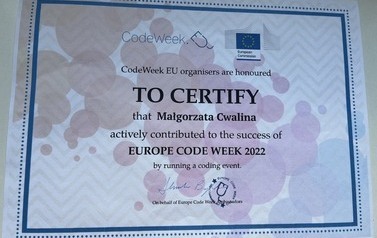 CodeWeek
European
Commission
CodeWeek EU organisers are honoured
TO CERTIFY
that Malgorzata Cwalina
actively contributed to the success of
EUROPE CODE WEEK 2022
by running a coding event.
On behalf of Europe Code Week Ambassadors